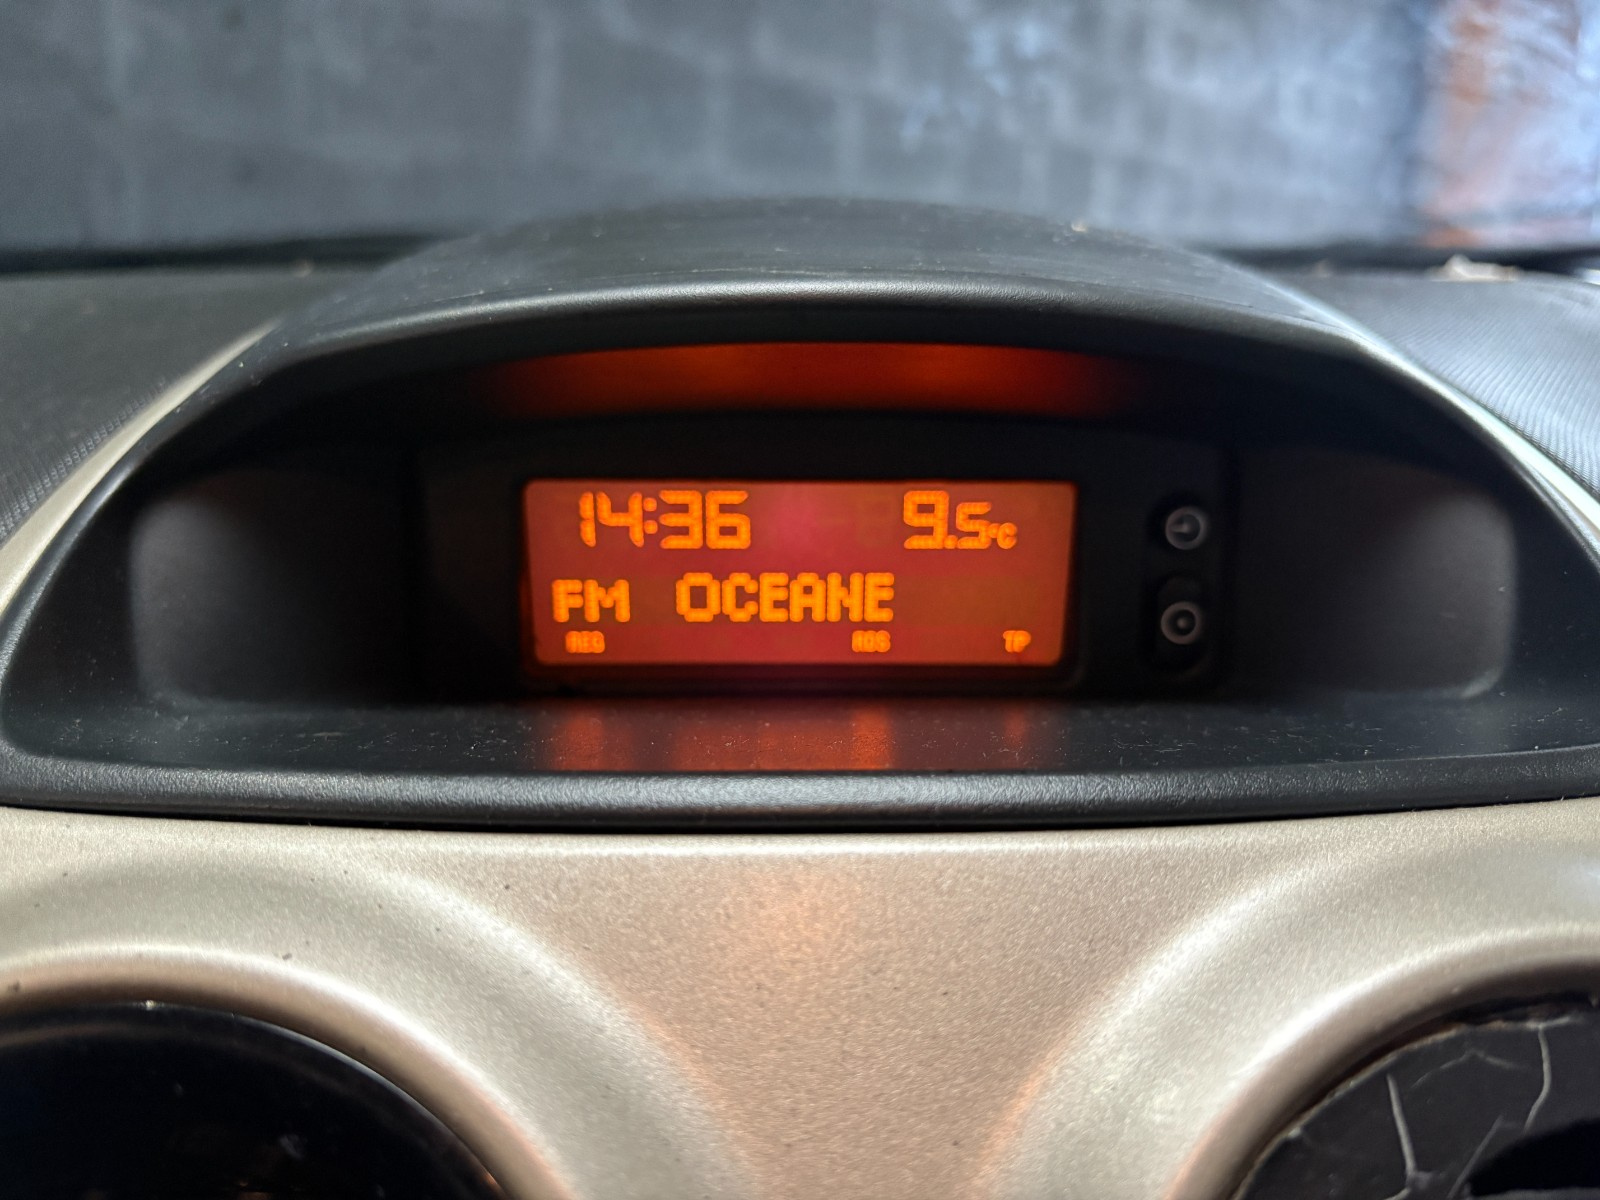 14:36 9.5°C
FM OCEANE
REG RDS TP